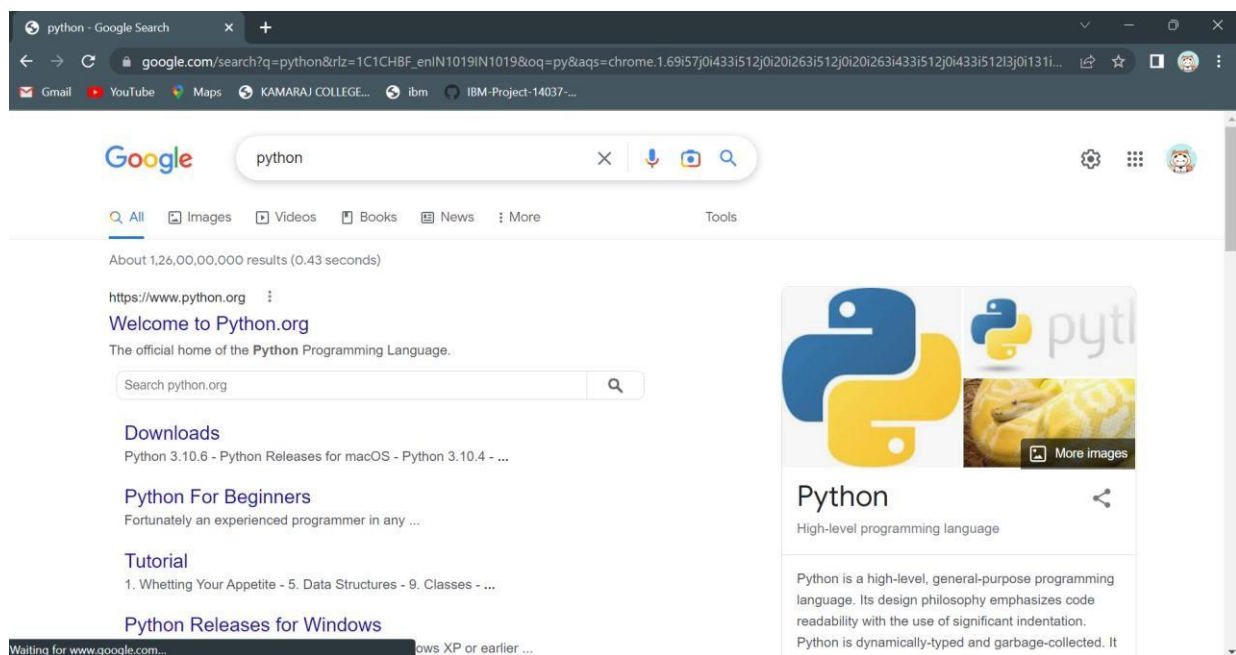 python - Google Search
google.com/search?q=python&rlz=1C1CHBF_enIN1019IN1019&oq=py&aqs=chrome.1.69i57j0i433i512j0i20i263i512j0i20i263i433i512j0i433i512l3j0i131i...
Gmail YouTube Maps KAMARAJ COLLEGE... ibm IBM-Project-14037-...
Google python
All Images Videos Books News More Tools
About 1,26,00,00,000 results (0.43 seconds)
https://www.python.org
Welcome to Python.org
The official home of the Python Programming Language.
Search python.org
Downloads
Python 3.10.6 - Python Releases for macOS - Python 3.10.4 - ...
Python For Beginners
Fortunately an experienced programmer in any ...
Tutorial
1. Whetting Your Appetite - 5. Data Structures - 9. Classes - ...
Python Releases for Windows
ows XP or earlier ...
Waiting for www.google.com...
pytl
More images
Python
High-level programming language
Python is a high-level, general-purpose programming
language. Its design philosophy emphasizes code
readability with the use of significant indentation.
Python is dynamically-typed and garbage-collected. It